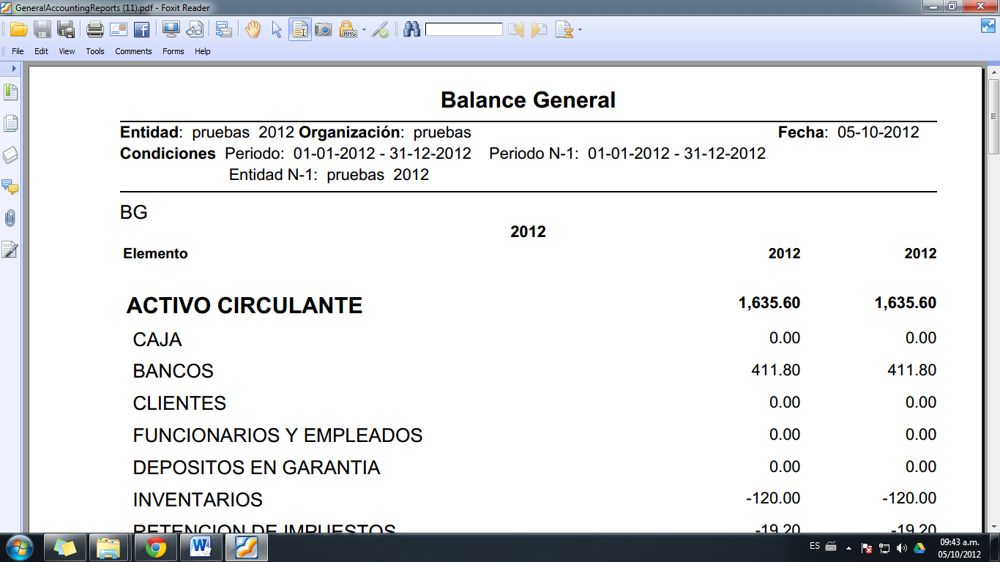 GeneralAccountingReports (11).pdf - Foxit Reader
RMS
File Edit View Tools Comments Forms Help
Balance General
Entidad: pruebas 2012 Organización: pruebas Fecha: 05-10-2012
Condiciones Periodo: 01-01-2012 - 31-12-2012 Periodo N-1: 01-01-2012 - 31-12-2012
Entidad N-1: pruebas 2012
BG
2012
Elemento 2012 2012
ACTIVO CIRCULANTE 1,635.60 1,635.60
CAJA 0.00 0.00
BANCOS 411.80 411.80
CLIENTES 0.00 0.00
FUNCIONARIOS Y EMPLEADOS 0.00 0.00
DEPOSITOS EN GARANTIA 0.00 0.00
INVENTARIOS -120.00 -120.00
RETENCION DE IMPUESTOS -19.20 -19.20
ES 09:43 a.m.
05/10/2012